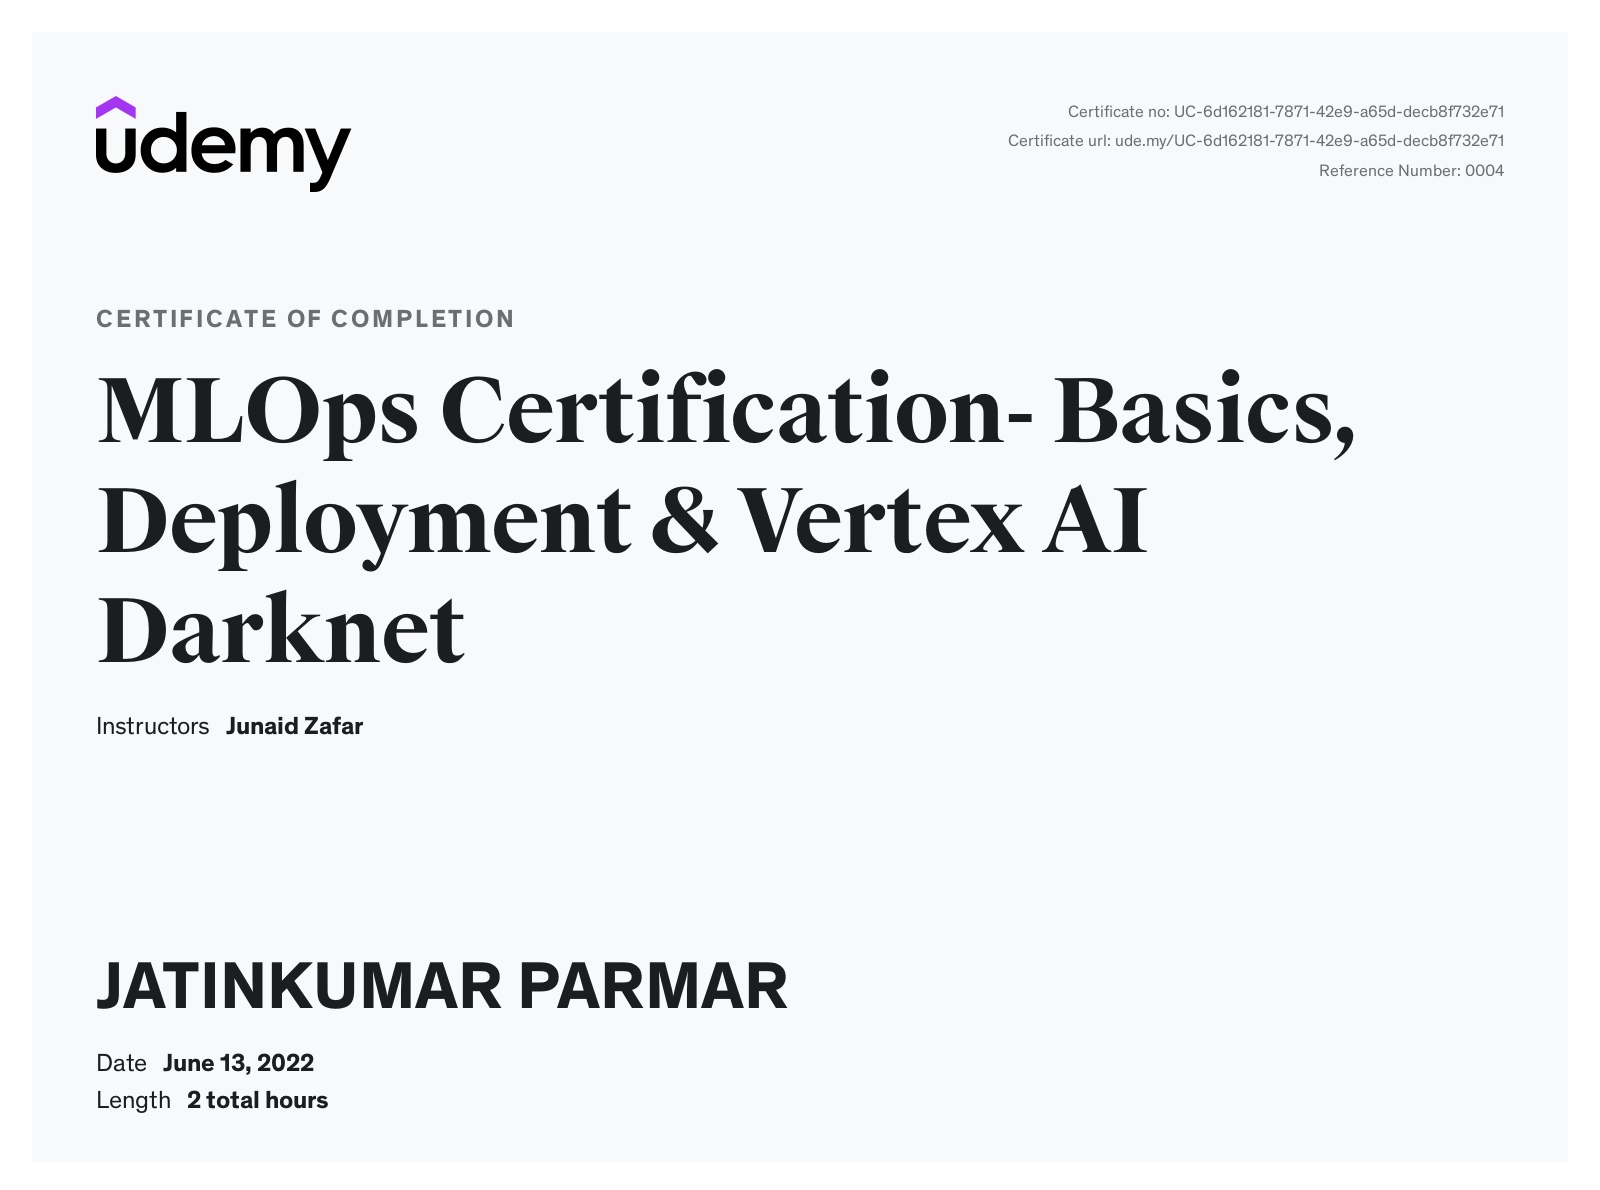 udemy
Certificate no: UC-6d162181-7871-42e9-a65d-decb8f732e71
Certificate url: ude.my/UC-6d162181-7871-42e9-a65d-decb8f732e71
Reference Number: 0004
CERTIFICATE OF COMPLETION
MLOps Certification- Basics,
Deployment & Vertex AI
Darknet
Instructors Junaid Zafar
JATINKUMAR PARMAR
Date June 13, 2022
Length 2 total hours